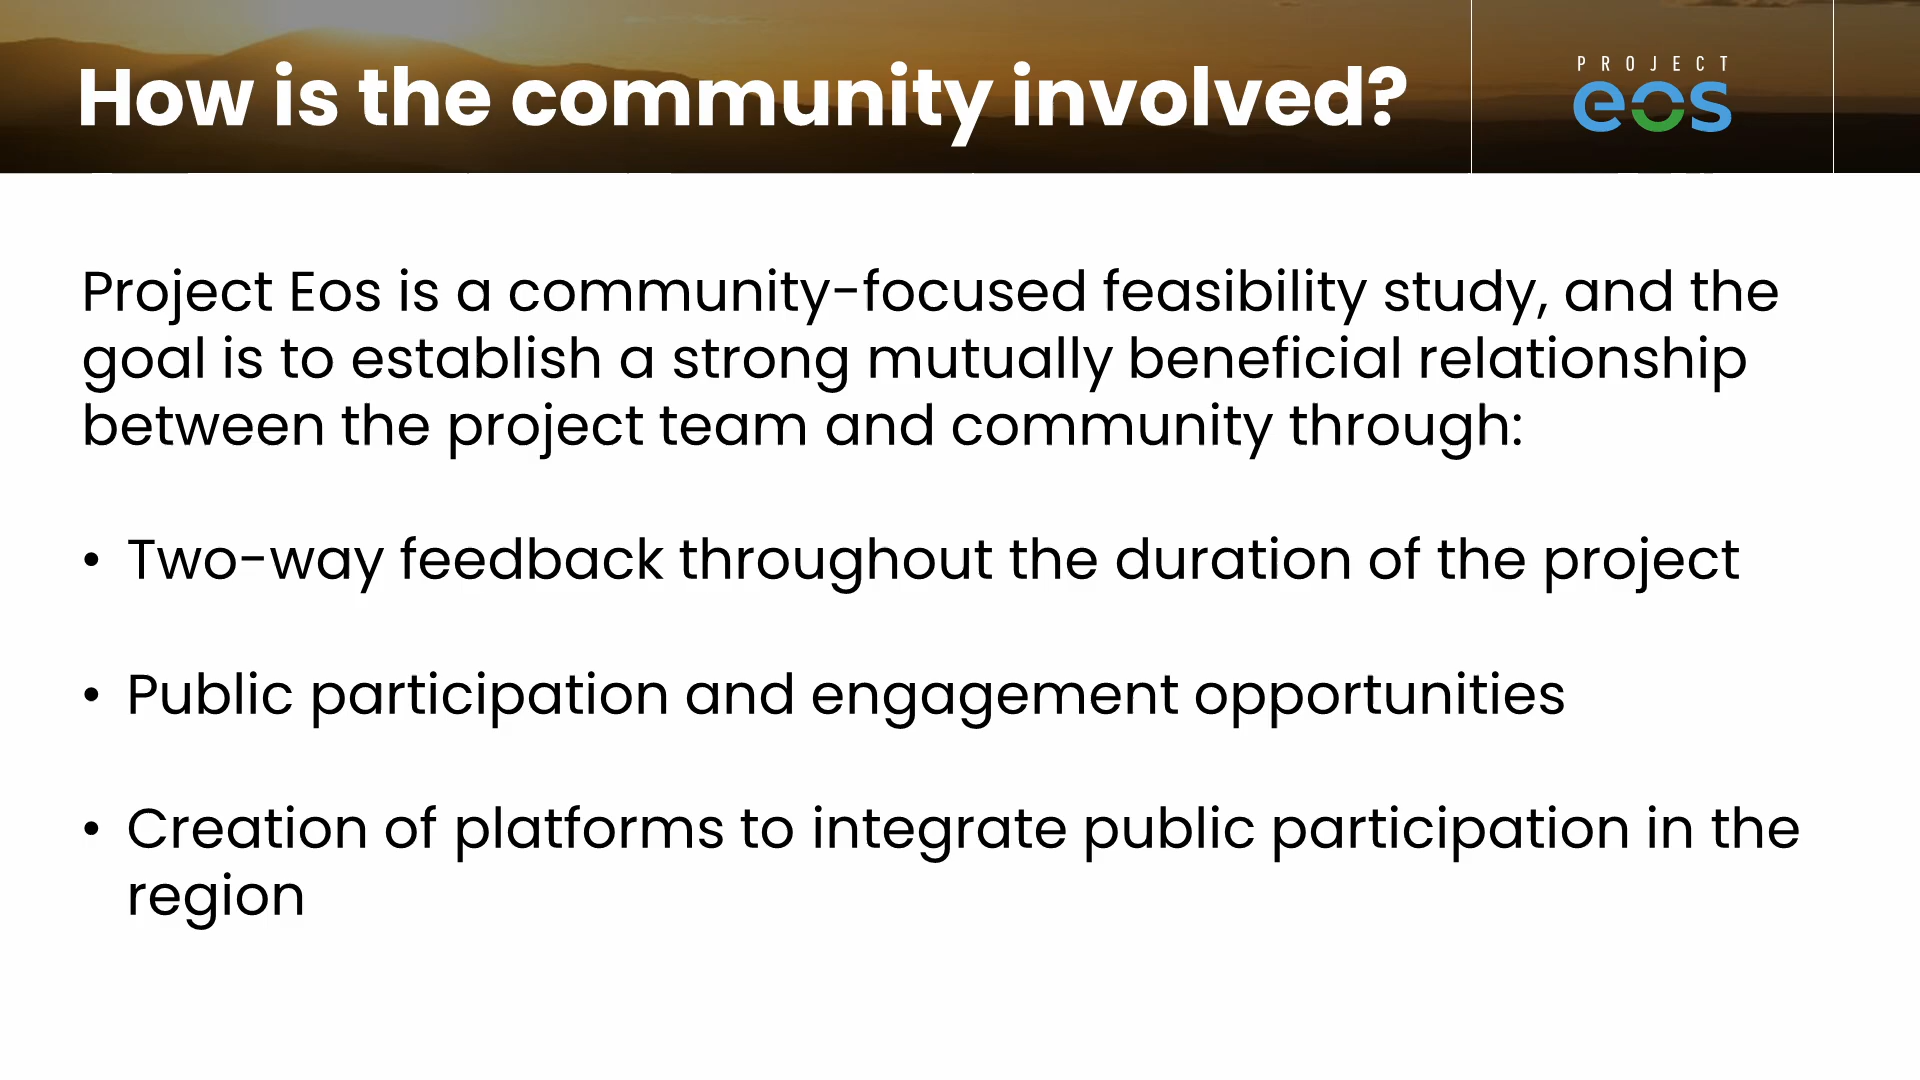 How is the community involved?
PROJECT
eos
Project Eos is a community-focused feasibility study, and the
goal is to establish a strong mutually beneficial relationship
between the project team and community through:
• Two-way feedback throughout the duration of the project
• Public participation and engagement opportunities
• Creation of platforms to integrate public participation in the
region